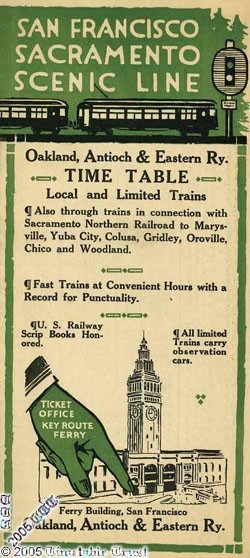 SAN FRANCISCO
SACRAMENTO
SCENIC LINE
Oakland, Antioch & Eastern Ry.
TIME TABLE
Local and Limited Trains
¶ Also through trains in connection with
Sacramento Northern Railroad to Marys-
ville, Yuba City, Colusa, Gridley, Oroville,
Chico and Woodland.
¶ Fast Trains at Convenient Hours with a
Record for Punctuality.
¶ U. S. Railway
Scrip Books Hon-
ored.
¶ All limited
Trains carry
observation
cars.
TICKET
OFFICE
KEY ROUTE
FERRY
Ferry Building, San Francisco
Oakland, Antioch & Eastern Ry.
© 2005